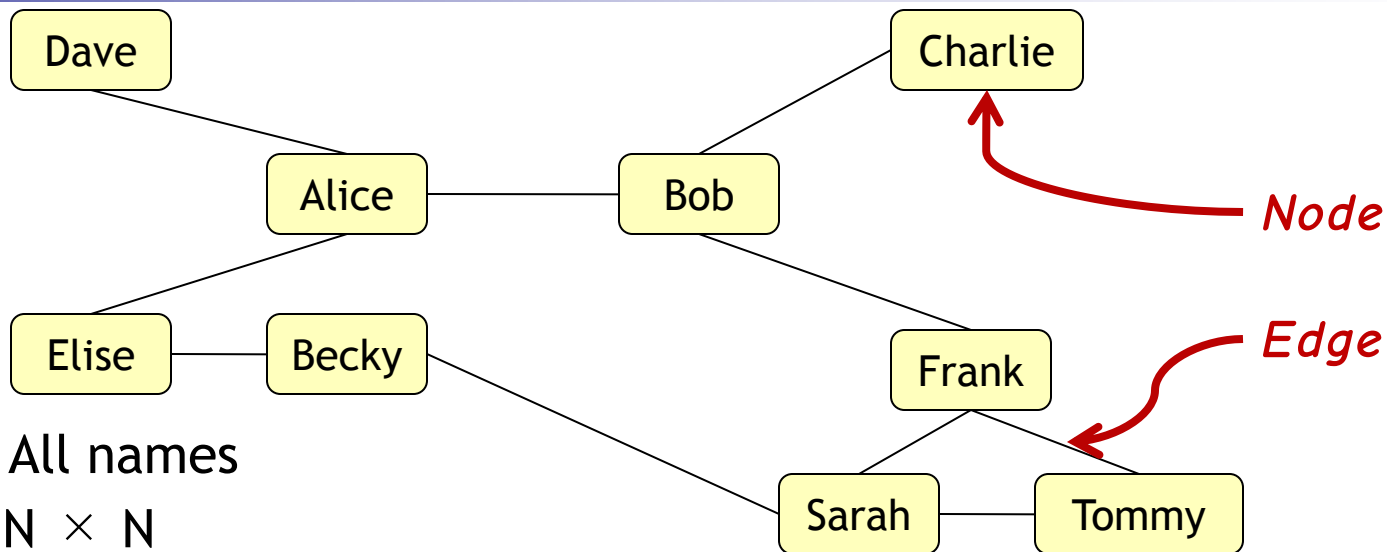 Dave
Charlie
Alice
Bob
Node
Elise
Becky
Frank
Edge
All names
N × N
Sarah
Tommy